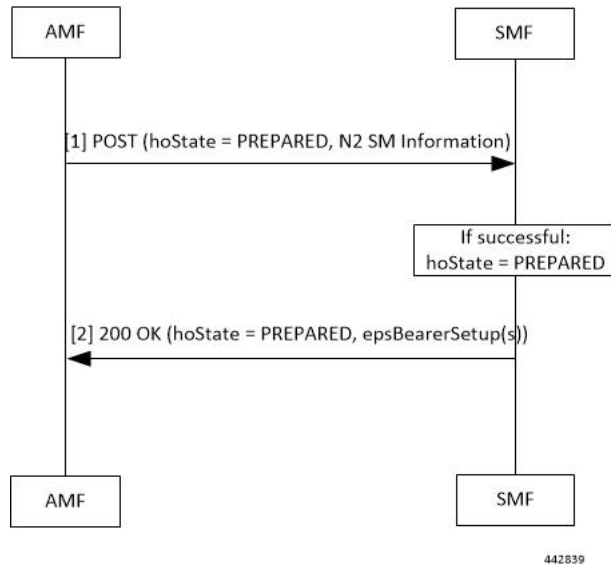 AMF
SMF
[1] POST (hoState = PREPARED, N2 SM Information)
If successful:
hoState = PREPARED
[2] 200 OK (hoState = PREPARED, epsBearerSetup(s))
AMF
SMF
442839